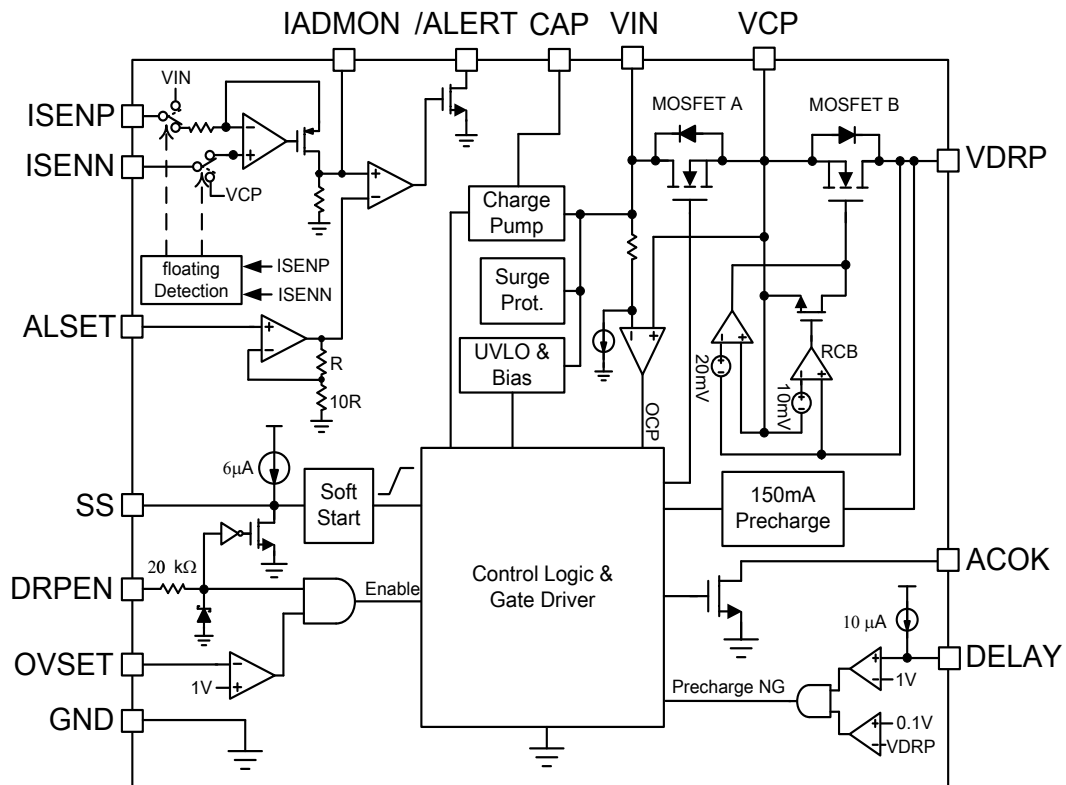 IADMON /ALERT CAP VIN VCP
VIN
MOSFET A
MOSFET B
ISENP
ISENN
VDRP
VCP
Charge
Pump
floating
Detection
ISENP
ISENN
Surge
Prot.
ALSET
R
10R
UVLO &
Bias
20mV
10mV
RCB
OCP
6μA
SS
Soft
Start
150mA
Precharge
20 kΩ
DRPEN
Enable
Control Logic &
Gate Driver
ACOK
10 μA
OVSET
1V
DELAY
1V
Precharge NG
GND
0.1V
VDRP